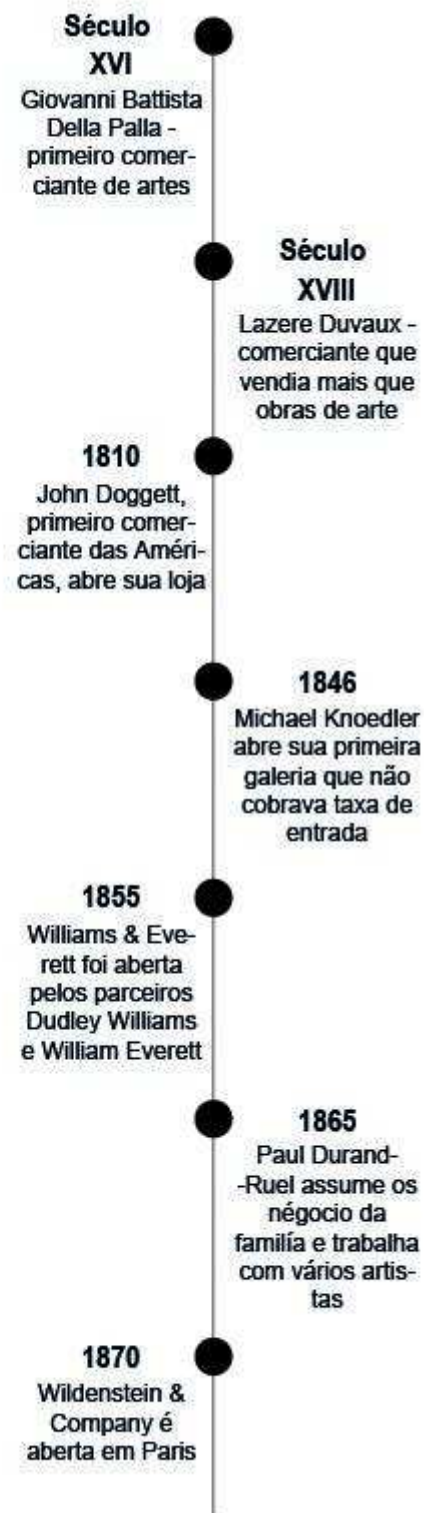 Século
XVI
Giovanni Battista
Della Palla -
primeiro comer-
ciante de artes
Século
XVIII
Lazere Duvaux -
comerciante que
vendia mais que
obras de arte
1810
John Doggett,
primeiro comer-
ciante das Améri-
cas, abre sua loja
1846
Michael Knoedler
abre sua primeira
galeria que não
cobrava taxa de
entrada
1855
Williams & Eve-
rett foi aberta
pelos parceiros
Dudley Williams
e William Everett
1865
Paul Durand-
-Ruel assume os
négocio da
familía e trabalha
com vários artis-
tas
1870
Wildenstein &
Company é
aberta em Paris